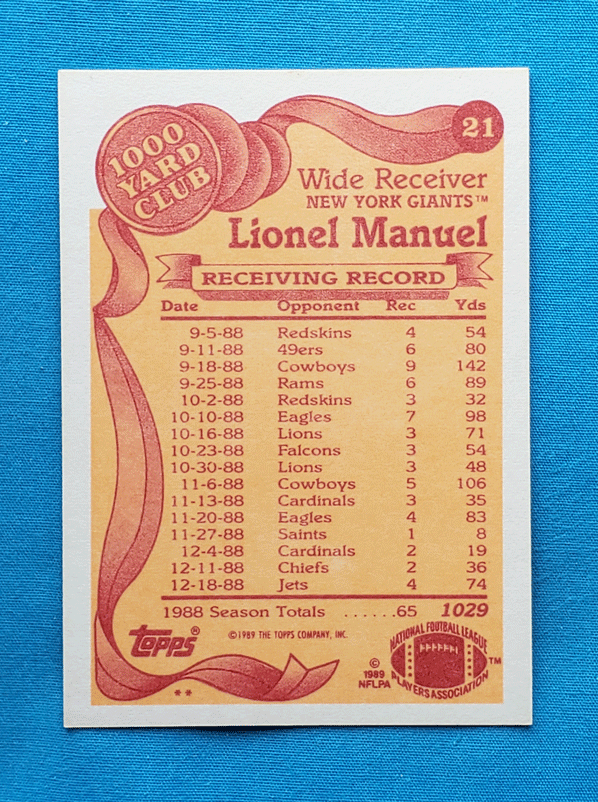 21
1000
YARD
CLUB
Wide Receiver
NEW YORK GIANTS™
Lionel Manuel
RECEIVING RECORD
Date Opponent Rec Yds
9-5-88 Redskins 4 54
9-11-88 49ers 6 80
9-18-88 Cowboys 9 142
9-25-88 Rams 6 89
10-2-88 Redskins 3 32
10-10-88 Eagles 7 98
10-16-88 Lions 3 71
10-23-88 Falcons 3 54
10-30-88 Lions 3 48
11-6-88 Cowboys 5 106
11-13-88 Cardinals 3 35
11-20-88 Eagles 4 83
11-27-88 Saints 1 8
12-4-88 Cardinals 2 19
12-11-88 Chiefs 2 36
12-18-88 Jets 4 74
1988 Season Totals ......65 1029
topps®
©1989 THE TOPPS COMPANY, INC.
©
1989
NFLPA
NATIONAL FOOTBALL LEAGUE
PLAYERS ASSOCIATION™
**